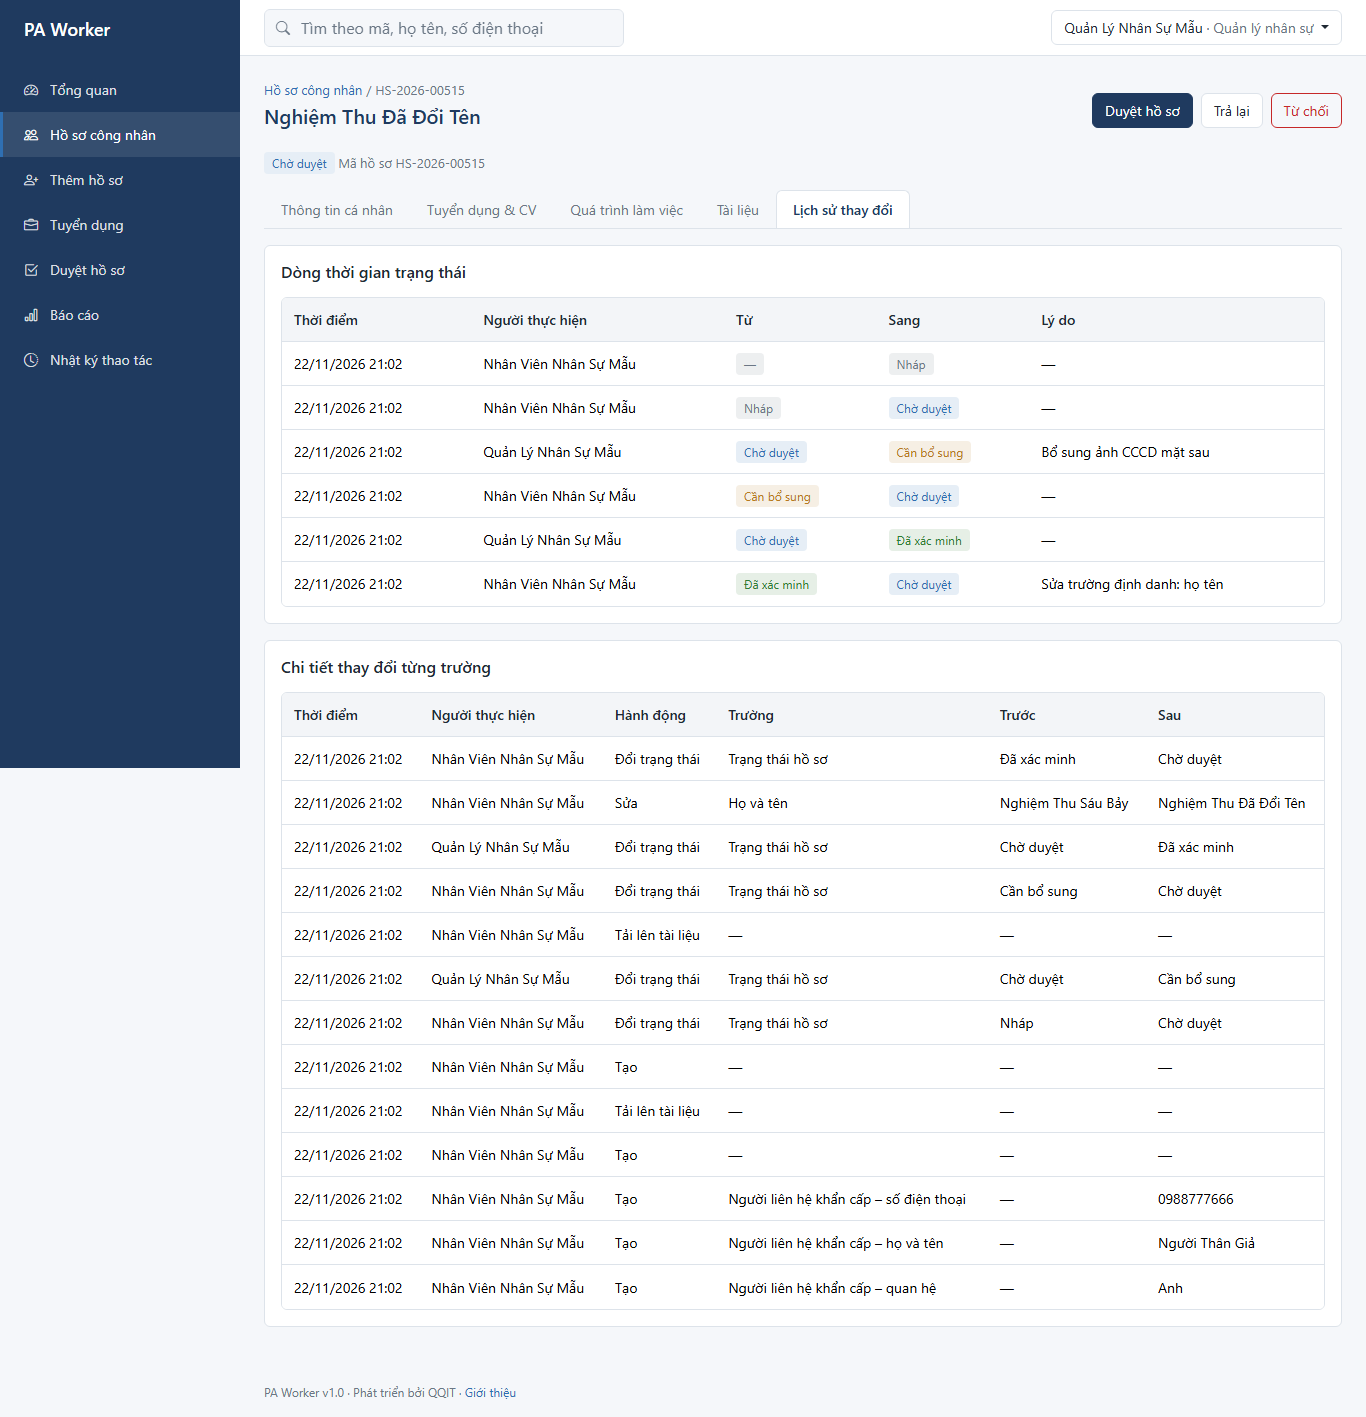 PA Worker
Tìm theo mã, họ tên, số điện thoại
Quản Lý Nhân Sự Mẫu · Quản lý nhân sự
Tổng quan
Hồ sơ công nhân
Thêm hồ sơ
Tuyển dụng
Duyệt hồ sơ
Báo cáo
Nhật ký thao tác
Hồ sơ công nhân / HS-2026-00515
Nghiệm Thu Đã Đổi Tên
Duyệt hồ sơ Trả lại Từ chối
Chờ duyệt Mã hồ sơ HS-2026-00515
Thông tin cá nhân Tuyển dụng & CV Quá trình làm việc Tài liệu Lịch sử thay đổi
Dòng thời gian trạng thái
Thời điểm Người thực hiện Từ Sang Lý do
22/11/2026 21:02 Nhân Viên Nhân Sự Mẫu — Nháp —
22/11/2026 21:02 Nhân Viên Nhân Sự Mẫu Nháp Chờ duyệt —
22/11/2026 21:02 Quản Lý Nhân Sự Mẫu Chờ duyệt Cần bổ sung Bổ sung ảnh CCCD mặt sau
22/11/2026 21:02 Nhân Viên Nhân Sự Mẫu Cần bổ sung Chờ duyệt —
22/11/2026 21:02 Quản Lý Nhân Sự Mẫu Chờ duyệt Đã xác minh —
22/11/2026 21:02 Nhân Viên Nhân Sự Mẫu Đã xác minh Chờ duyệt Sửa trường định danh: họ tên
Chi tiết thay đổi từng trường
Thời điểm Người thực hiện Hành động Trường Trước Sau
22/11/2026 21:02 Nhân Viên Nhân Sự Mẫu Đổi trạng thái Trạng thái hồ sơ Đã xác minh Chờ duyệt
22/11/2026 21:02 Nhân Viên Nhân Sự Mẫu Sửa Họ và tên Nghiệm Thu Sáu Bảy Nghiệm Thu Đã Đổi Tên
22/11/2026 21:02 Quản Lý Nhân Sự Mẫu Đổi trạng thái Trạng thái hồ sơ Chờ duyệt Đã xác minh
22/11/2026 21:02 Nhân Viên Nhân Sự Mẫu Đổi trạng thái Trạng thái hồ sơ Cần bổ sung Chờ duyệt
22/11/2026 21:02 Nhân Viên Nhân Sự Mẫu Tải lên tài liệu — — —
22/11/2026 21:02 Quản Lý Nhân Sự Mẫu Đổi trạng thái Trạng thái hồ sơ Chờ duyệt Cần bổ sung
22/11/2026 21:02 Nhân Viên Nhân Sự Mẫu Đổi trạng thái Trạng thái hồ sơ Nháp Chờ duyệt
22/11/2026 21:02 Nhân Viên Nhân Sự Mẫu Tạo — — —
22/11/2026 21:02 Nhân Viên Nhân Sự Mẫu Tải lên tài liệu — — —
22/11/2026 21:02 Nhân Viên Nhân Sự Mẫu Tạo — — —
22/11/2026 21:02 Nhân Viên Nhân Sự Mẫu Tạo Người liên hệ khẩn cấp – số điện thoại — 0988777666
22/11/2026 21:02 Nhân Viên Nhân Sự Mẫu Tạo Người liên hệ khẩn cấp – họ và tên — Người Thân Giả
22/11/2026 21:02 Nhân Viên Nhân Sự Mẫu Tạo Người liên hệ khẩn cấp – quan hệ — Anh
PA Worker v1.0 · Phát triển bởi QQIT · Giới thiệu